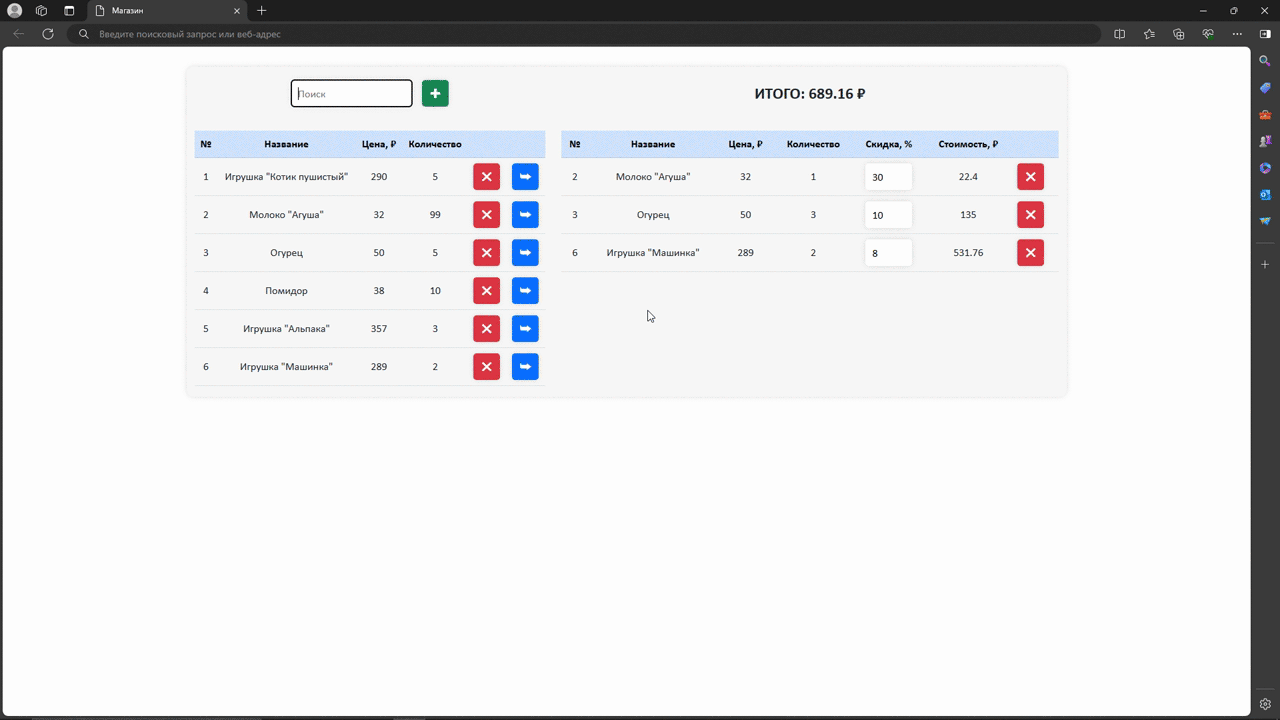 Магазин
Введите поисковый запрос или веб-адрес
Поиск
ИТОГО: 689.16 ₽
№ Название Цена, ₽ Количество
1 Игрушка "Котик пушистый" 290 5
2 Молоко "Агуша" 32 99
3 Огурец 50 5
4 Помидор 38 10
5 Игрушка "Альпака" 357 3
6 Игрушка "Машинка" 289 2
№ Название Цена, ₽ Количество Скидка, % Стоимость, ₽
2 Молоко "Агуша" 32 1 30 22.4
3 Огурец 50 3 10 135
6 Игрушка "Машинка" 289 2 8 531.76